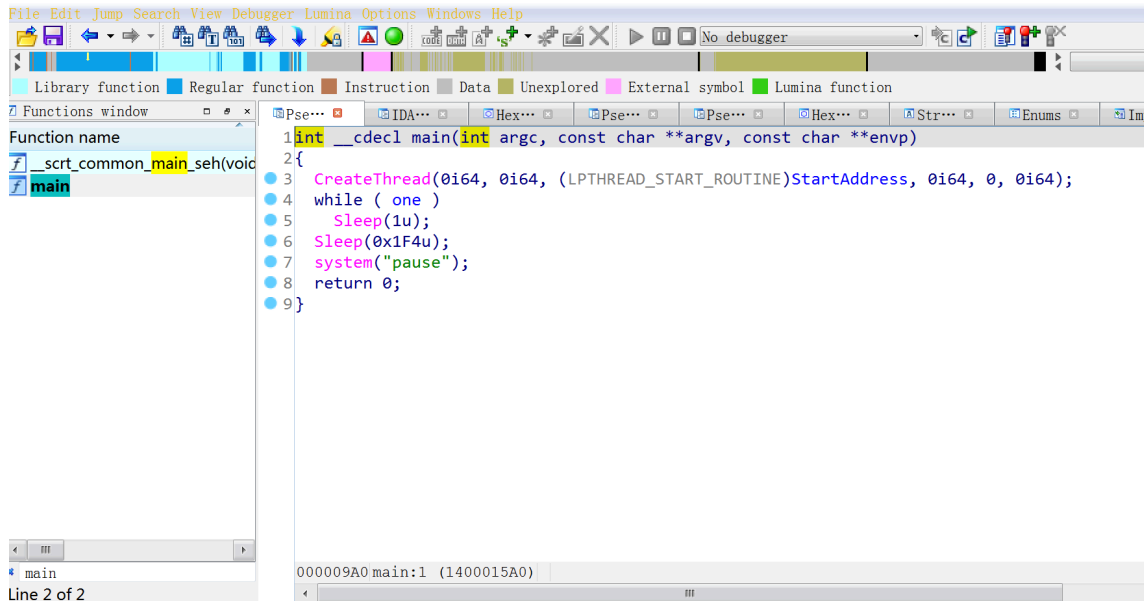 File Edit Jump Search View Debugger Lumina Options Windows Help
No debugger
Library function Regular function Instruction Data Unexplored External symbol Lumina function
Functions window
Pse··· IDA··· Hex··· Pse··· Pse··· Hex··· Str··· Enums Im
Function name
__scrt_common_main_seh(void
main
1 int __cdecl main(int argc, const char **argv, const char **envp)
2 {
3 CreateThread(0i64, 0i64, (LPTHREAD_START_ROUTINE)StartAddress, 0i64, 0, 0i64);
4 while ( one )
5 Sleep(1u);
6 Sleep(0x1F4u);
7 system("pause");
8 return 0;
9 }
000009A0 main:1 (1400015A0)
main
Line 2 of 2